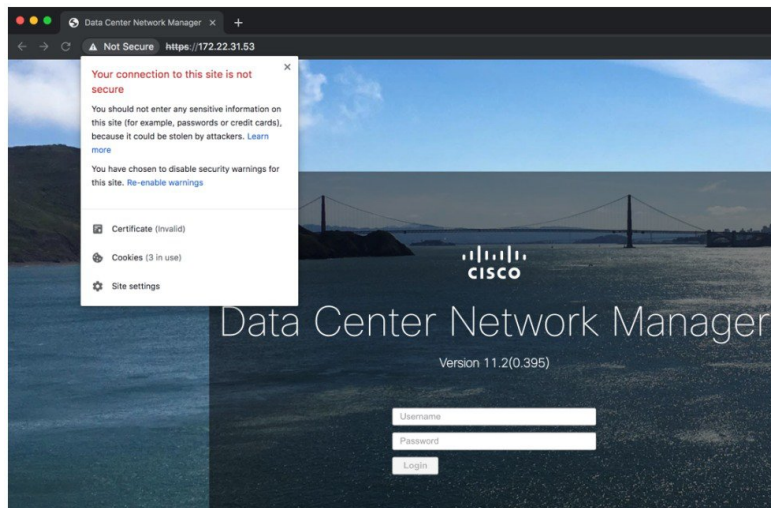 Data Center Network Manager
Not Secure https://172.22.31.53
Your connection to this site is not
secure
You should not enter any sensitive information on
this site (for example, passwords or credit cards),
because it could be stolen by attackers. Learn
more
You have chosen to disable security warnings for
this site. Re-enable warnings
Certificate (Invalid)
Cookies (3 in use)
Site settings
CISCO
Data Center Network Manager
Version 11.2(0.395)
Username
Password
Login